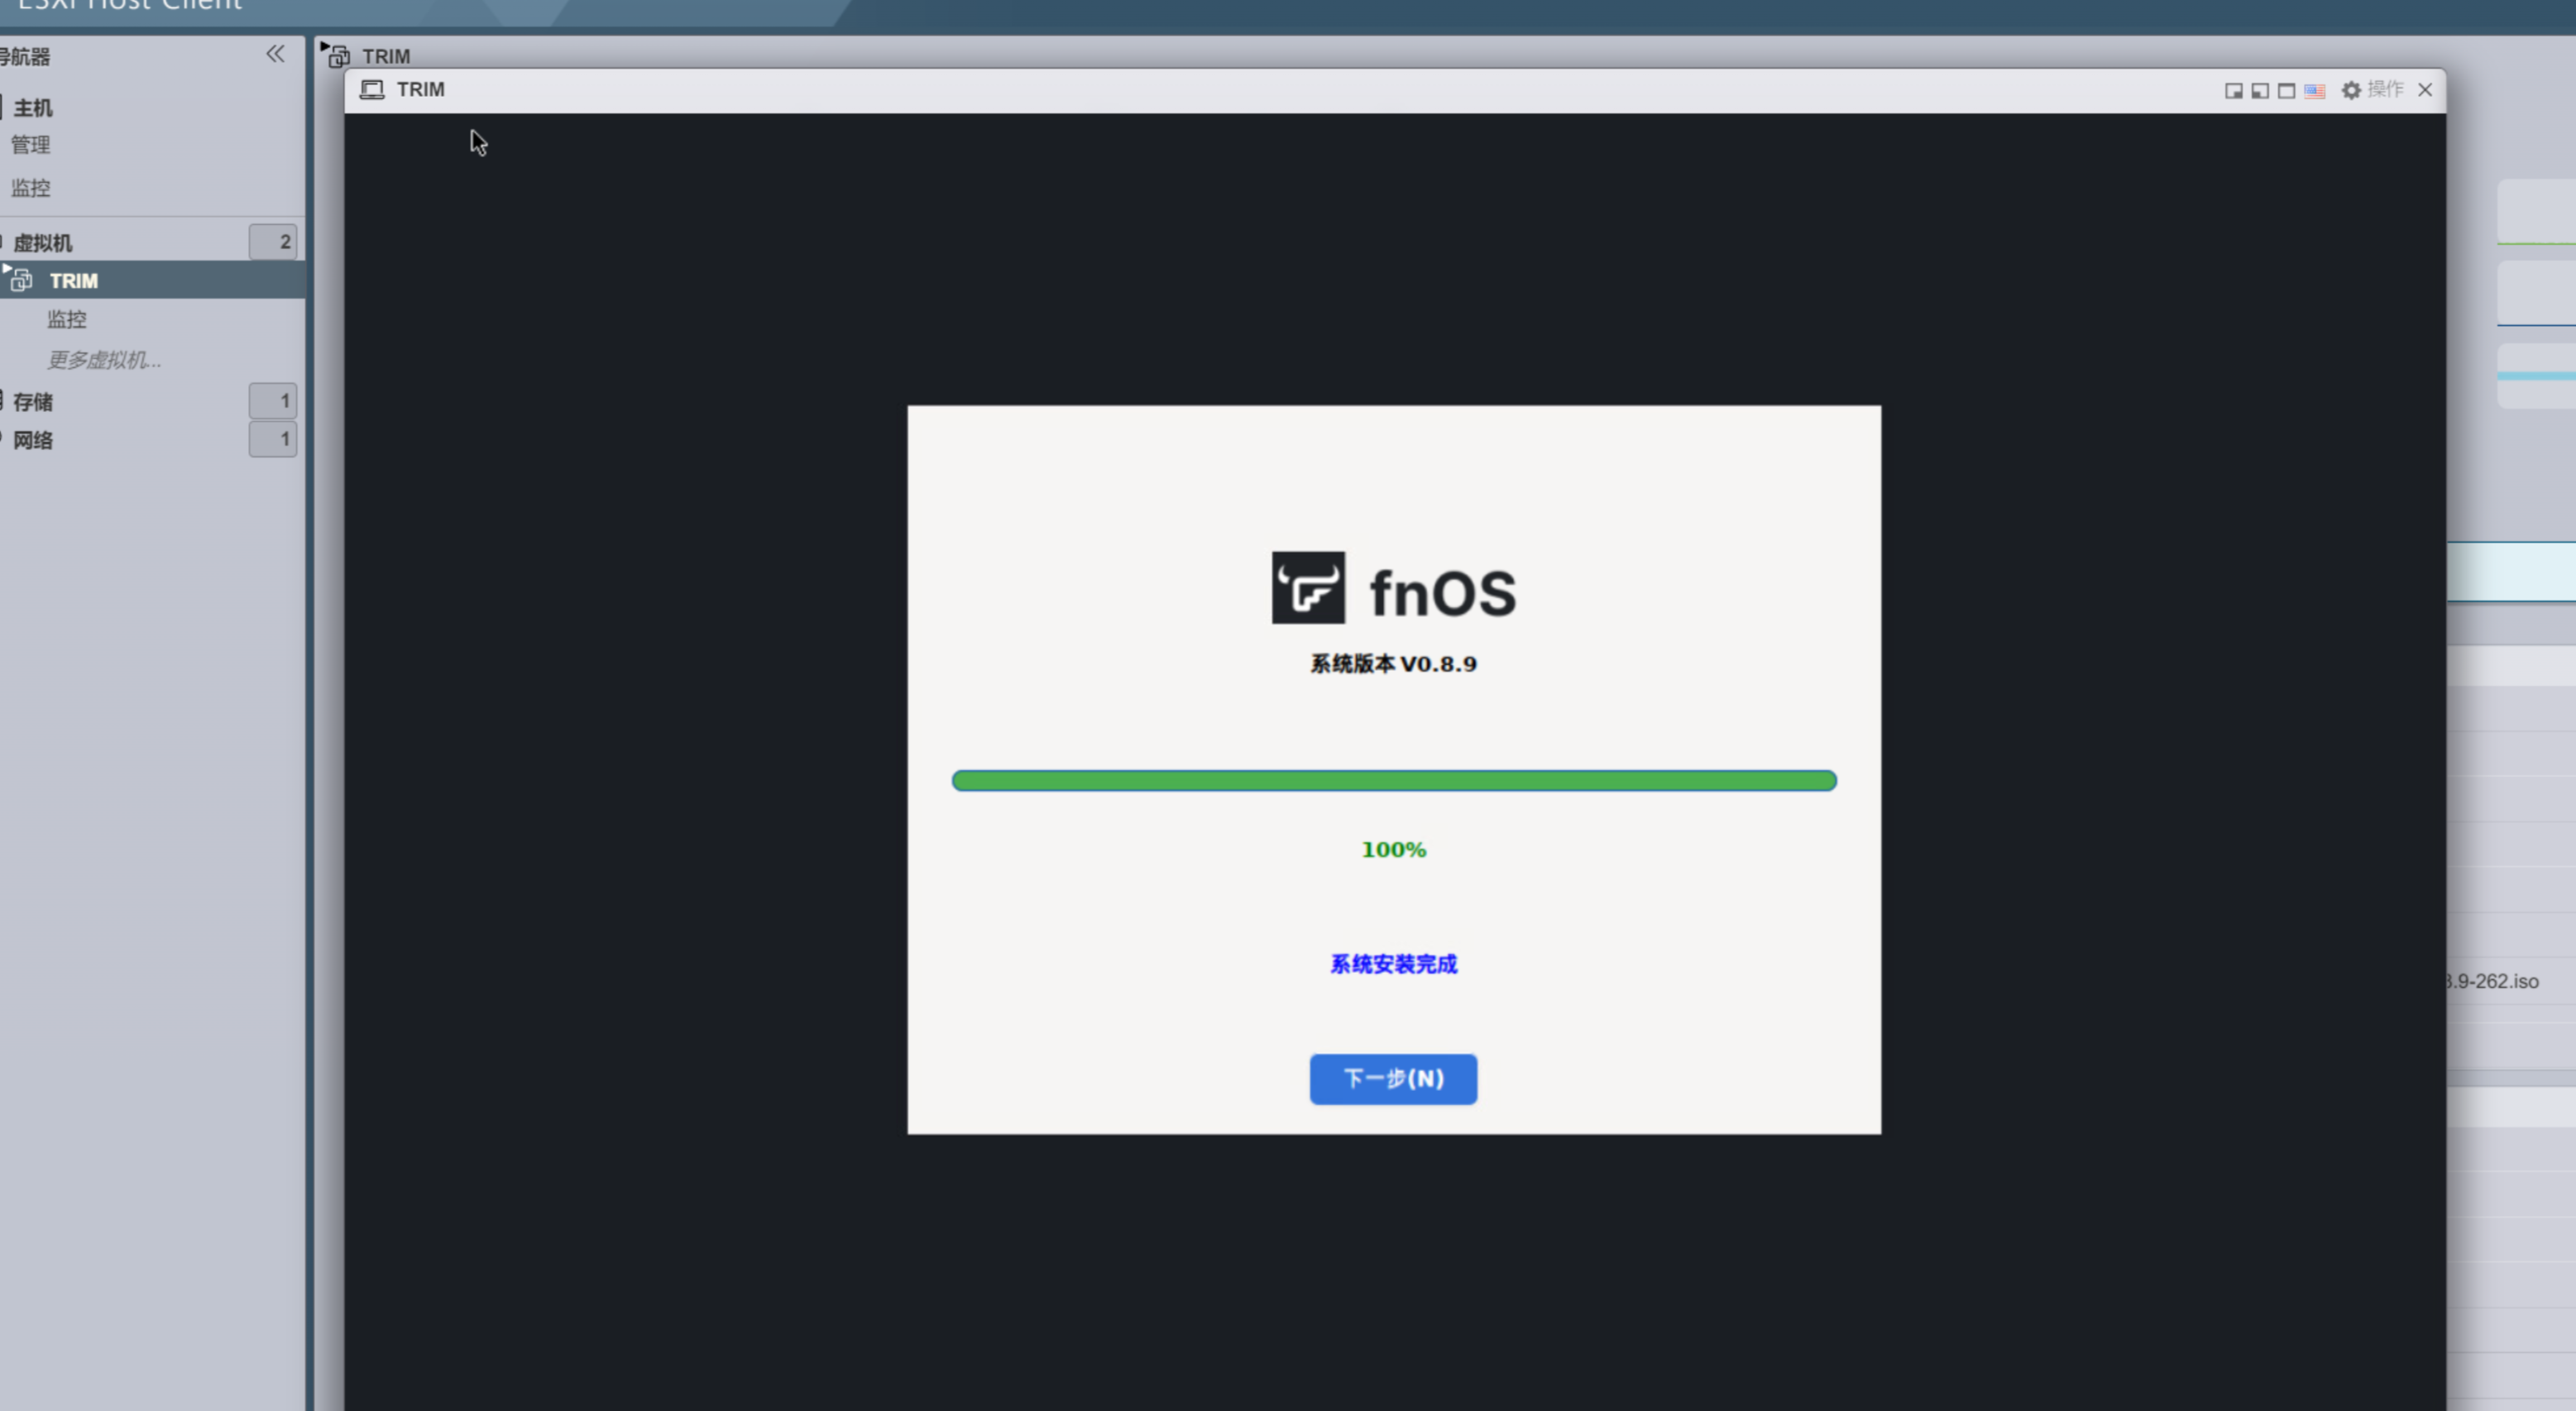 ESXi Host Client
导航器
主机
管理
监控
虚拟机 2
TRIM
监控
更多虚拟机...
存储 1
网络 1
TRIM
TRIM
操作
fnOS
系统版本 V0.8.9
100%
系统安装完成
下一步(N)
8.9-262.iso